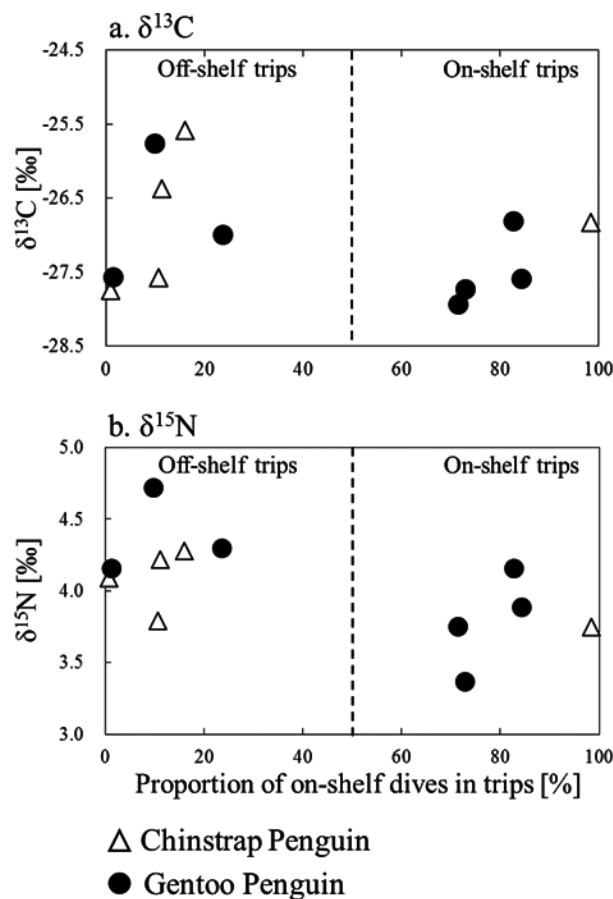 a. δ¹³C
-24.5
Off-shelf trips On-shelf trips
-25.5
δ¹³C [‰]
-26.5
-27.5
-28.5
0 20 40 60 80 100
b. δ¹⁵N
5.0
Off-shelf trips On-shelf trips
4.5
δ¹⁵N [‰]
4.0
3.5
3.0
0 20 40 60 80 100
Proportion of on-shelf dives in trips [%]
Chinstrap Penguin
Gentoo Penguin